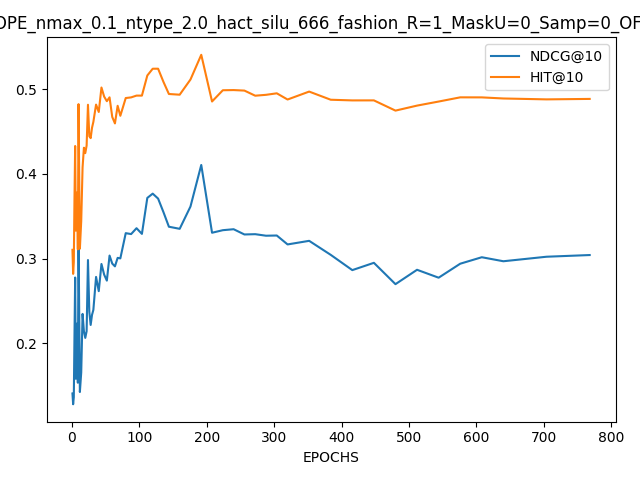 OPE_nmax_0.1_ntype_2.0_hact_silu_666_fashion_R=1_MaskU=0_Samp=0_OF
NDCG@10
HIT@10
0.5
0.4
0.3
0.2
0 100 200 300 400 500 600 700 800
EPOCHS